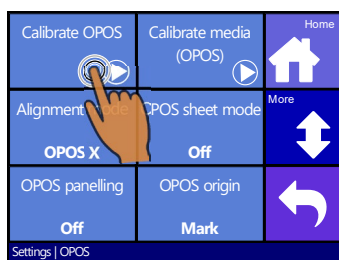 Calibrate OPOS
Calibrate media
(OPOS)
Home
Alignment
OPOS X
OPOS sheet mode
Off
More
OPOS panelling
Off
OPOS origin
Mark
Settings | OPOS